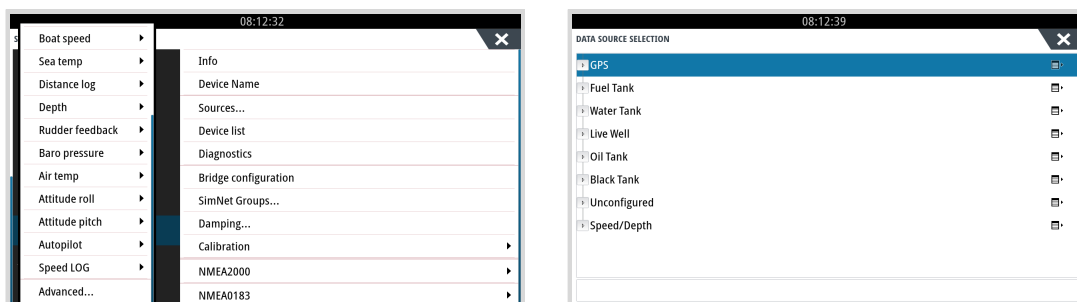 08:12:32
Boat speed
Sea temp
Distance log
Depth
Rudder feedback
Baro pressure
Air temp
Attitude roll
Attitude pitch
Autopilot
Speed LOG
Advanced...
Info
Device Name
Sources...
Device list
Diagnostics
Bridge configuration
SimNet Groups...
Damping...
Calibration
NMEA2000
NMEA0183
08:12:39
DATA SOURCE SELECTION
GPS
Fuel Tank
Water Tank
Live Well
Oil Tank
Black Tank
Unconfigured
Speed/Depth